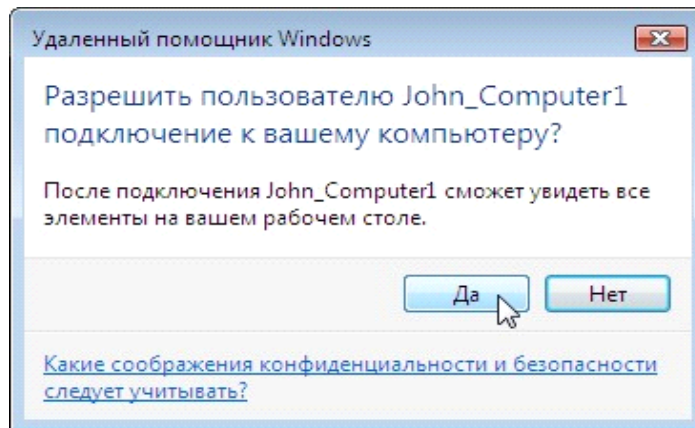 Удаленный помощник Windows
Разрешить пользователю John_Computer1
подключение к вашему компьютеру?
После подключения John_Computer1 сможет увидеть все
элементы на вашем рабочем столе.
Да Нет
Какие соображения конфиденциальности и безопасности
следует учитывать?